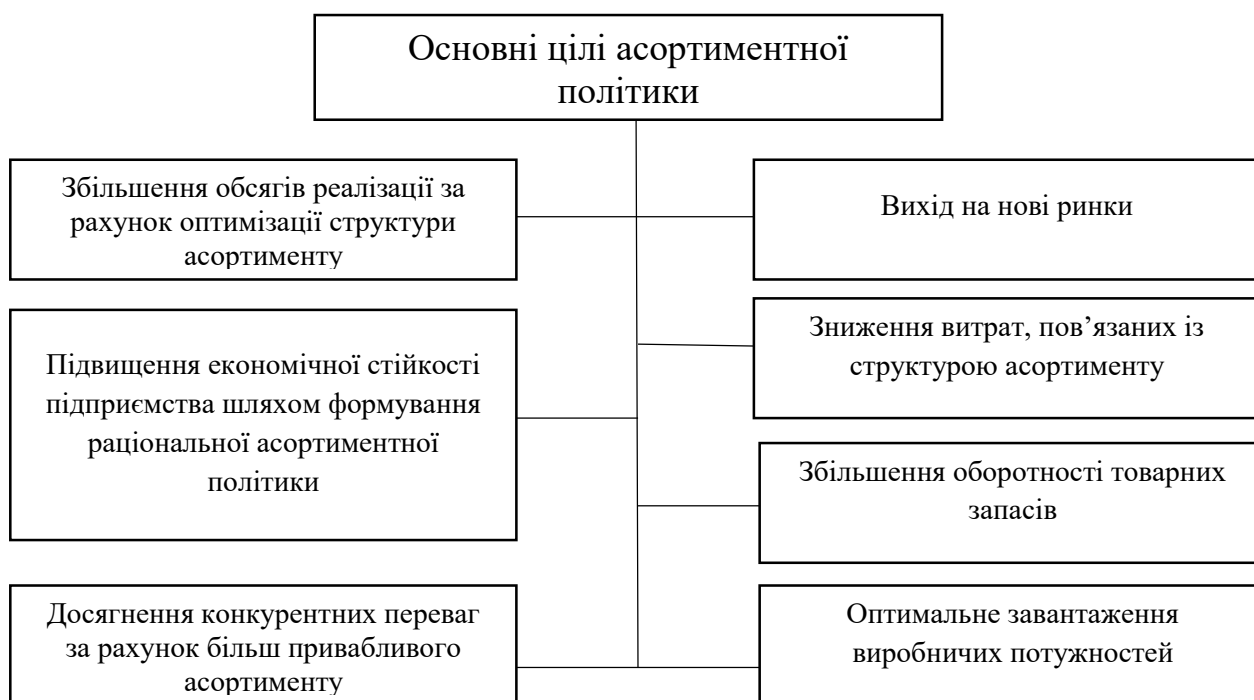 Основні цілі асортиментної
політики
Збільшення обсягів реалізації за
рахунок оптимізації структури
асортименту
Вихід на нові ринки
Підвищення економічної стійкості
підприємства шляхом формування
раціональної асортиментної
політики
Зниження витрат, пов’язаних із
структурою асортименту
Збільшення оборотності товарних
запасів
Досягнення конкурентних переваг
за рахунок більш привабливого
асортименту
Оптимальне завантаження
виробничих потужностей